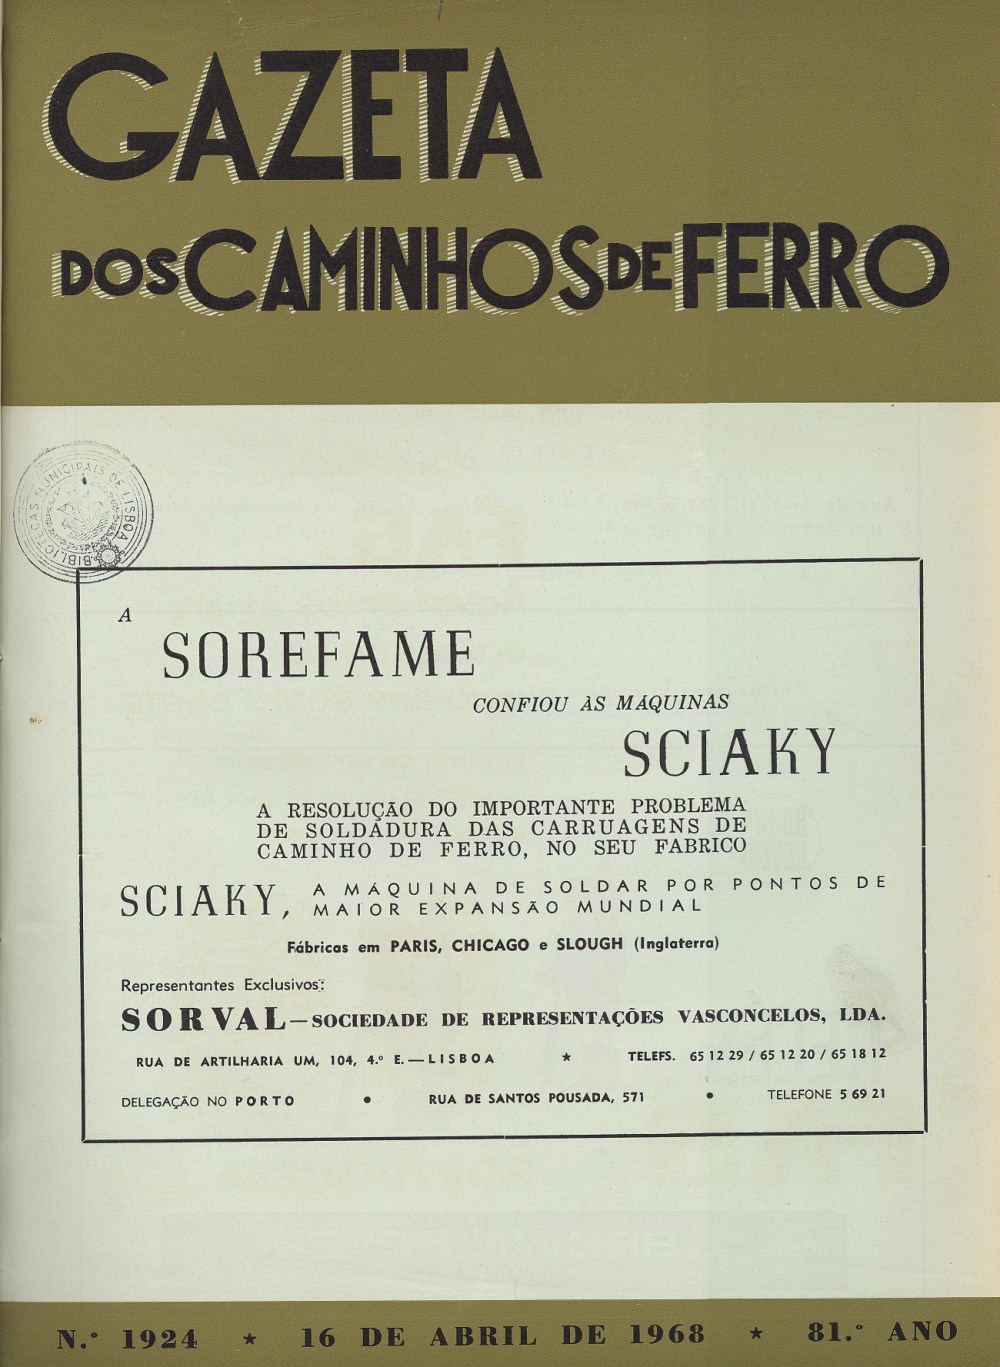 GAZETA
DOS CAMINHOS DE FERRO
BIBLIOTECAS MUNICIPAIS DE LISBOA
A
SOREFAME
CONFIOU ÀS MÁQUINAS
SCIAKY
A RESOLUÇÃO DO IMPORTANTE PROBLEMA
DE SOLDADURA DAS CARRUAGENS DE
CAMINHO DE FERRO, NO SEU FABRICO
SCIAKY, A MÁQUINA DE SOLDAR POR PONTOS DE
MAIOR EXPANSÃO MUNDIAL
Fábricas em PARIS, CHICAGO e SLOUGH (Inglaterra)
Representantes Exclusivos:
SORVAL—SOCIEDADE DE REPRESENTAÇÕES VASCONCELOS, LDA.
RUA DE ARTILHARIA UM, 104, 4.º E.—LISBOA ★ TELEFS. 65 12 29 / 65 12 20 / 65 18 12
DELEGAÇÃO NO PORTO • RUA DE SANTOS POUSADA, 571 • TELEFONE 5 69 21
N.º 1924 ★ 16 DE ABRIL DE 1968 ★ 81.º ANO